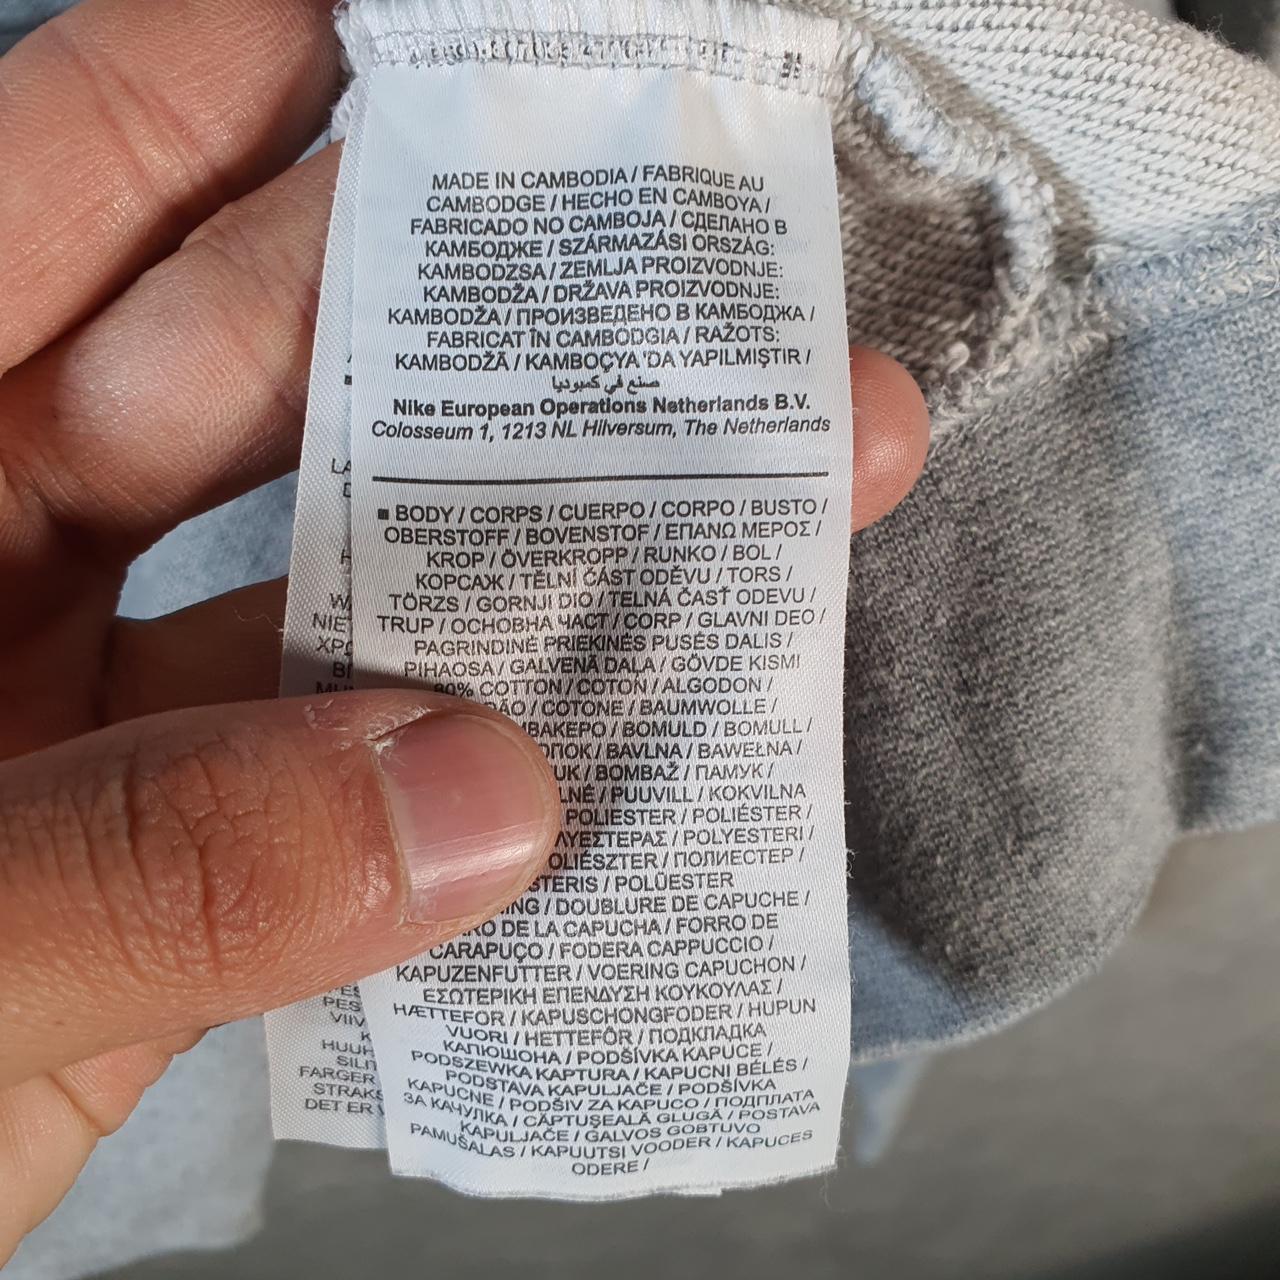 MADE IN CAMBODIA / FABRIQUE AU
CAMBODGE / HECHO EN CAMBOYA /
FABRICADO NO CAMBOJA / СДЕЛАНО В
КАМБОДЖЕ / SZÁRMAZÁSI ORSZÁG:
KAMBODZSA / ZEMLJA PROIZVODNJE:
KAMBODŽA / DRŽAVA PROIZVODNJE:
KAMBODŽA / ПРОИЗВЕДЕНО В КАМБОДЖА /
FABRICAT ÎN CAMBODGIA / RAŽOTS:
KAMBODŽĀ / KAMBOÇYA 'DA YAPILMIŞTIR /
صنع في كمبوديا
Nike European Operations Netherlands B.V.
Colosseum 1, 1213 NL Hilversum, The Netherlands
BODY / CORPS / CUERPO / CORPO / BUSTO /
OBERSTOFF / BOVENSTOF / ΕΠΑΝΩ ΜΕΡΟΣ /
KROP / ÖVERKROPP / RUNKO / BOL /
КОРСАЖ / TĚLNÍ ČÁST ODĚVU / TORS /
TÖRZS / GORNJI DIO / TELNÁ ČASŤ ODEVU /
TRUP / ОСНОВНА ЧАСТ / CORP / GLAVNI DEO /
PAGRINDINĖ PRIEKINĖS PUSĖS DALIS /
PIHAOSA / GALVENĀ DAĻA / GÖVDE KISMI
80% COTTON / COTON / ALGODON /
/ COTONE / BAUMWOLLE /
/ BOMULD / BOMULL /
/ BAVLNA / BAWEŁNA /
/ BOMBAŽ / ПАМУК /
/ PUUVILL / KOKVILNA
POLIESTER / POLIÉSTER /
/ POLYESTERI /
/ ПОЛИЕСТЕР /
/ POLÜESTER
/ DOUBLURE DE CAPUCHE /
DE LA CAPUCHA / FORRO DE
CARAPUÇO / FODERA CAPPUCCIO /
KAPUZENFUTTER / VOERING CAPUCHON /
ΕΣΩΤΕΡΙΚΗ ΕΠΕΝΔΥΣΗ ΚΟΥΚΟΥΛΑΣ /
HÆTTEFOR / KAPUSCHONGFODER / HUPUN
VUORI / HETTEFÔR / ПОДКЛАДКА
КАПЮШОНА / PODŠÍVKA KAPUCE /
PODSZEWKA KAPTURA / KAPUCNI BÉLÉS /
PODSTAVA KAPULJAČE / PODŠÍVKA
KAPUCNE / PODŠIV ZA KAPUCO / ПОДПЛАТА
ЗА КАЧУЛКА / CĂPTUŞEALĂ GLUGĂ / POSTAVA
KAPULJAČE / GALVOS GOBTUVO
PAMUŠALAS / KAPUUTSI VOODER / KAPUCES
ODERE /
FARGER
DET ER